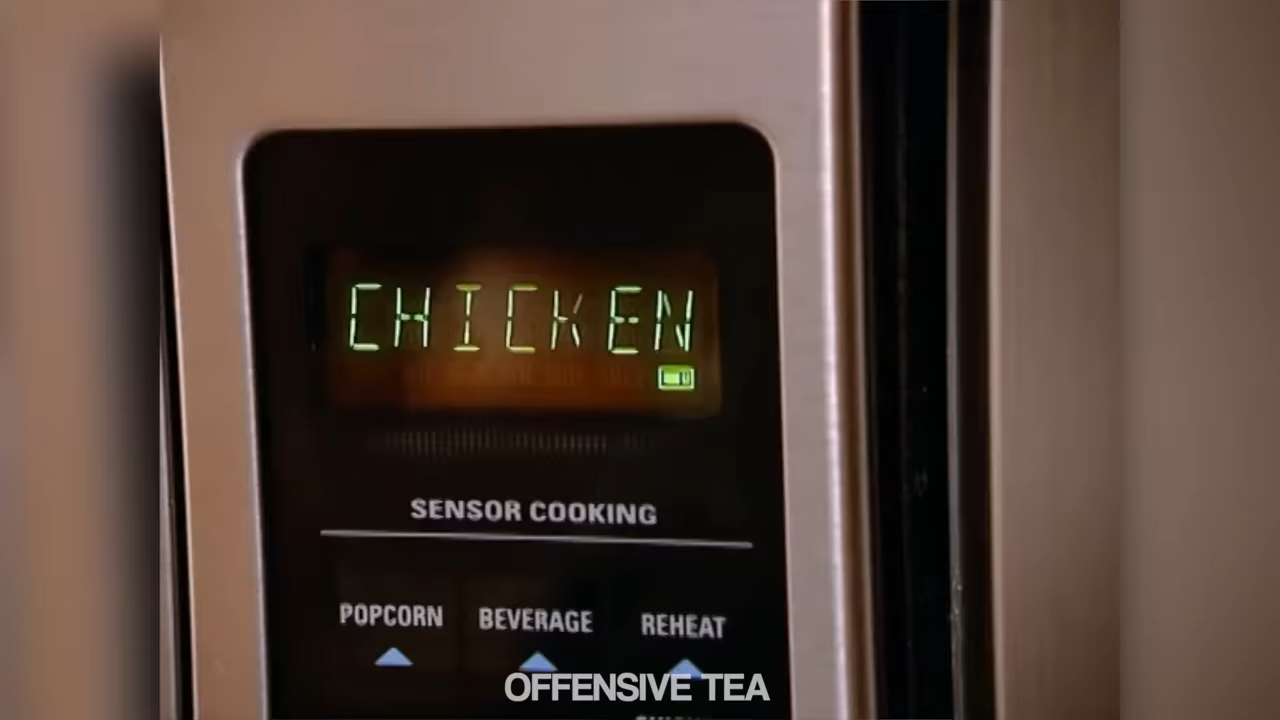 CHICKEN
SENSOR COOKING
POPCORN BEVERAGE REHEAT
OFFENSIVE TEA